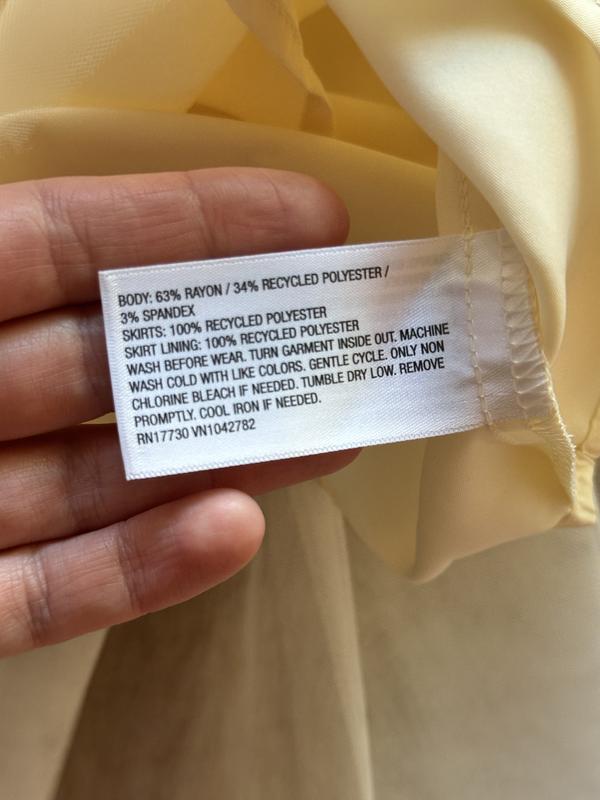 BODY: 63% RAYON / 34% RECYCLED POLYESTER /
3% SPANDEX
SKIRTS: 100% RECYCLED POLYESTER
SKIRT LINING: 100% RECYCLED POLYESTER
WASH BEFORE WEAR. TURN GARMENT INSIDE OUT. MACHINE
WASH COLD WITH LIKE COLORS. GENTLE CYCLE. ONLY NON
CHLORINE BLEACH IF NEEDED. TUMBLE DRY LOW. REMOVE
PROMPTLY. COOL IRON IF NEEDED.
RN17730 VN1042782